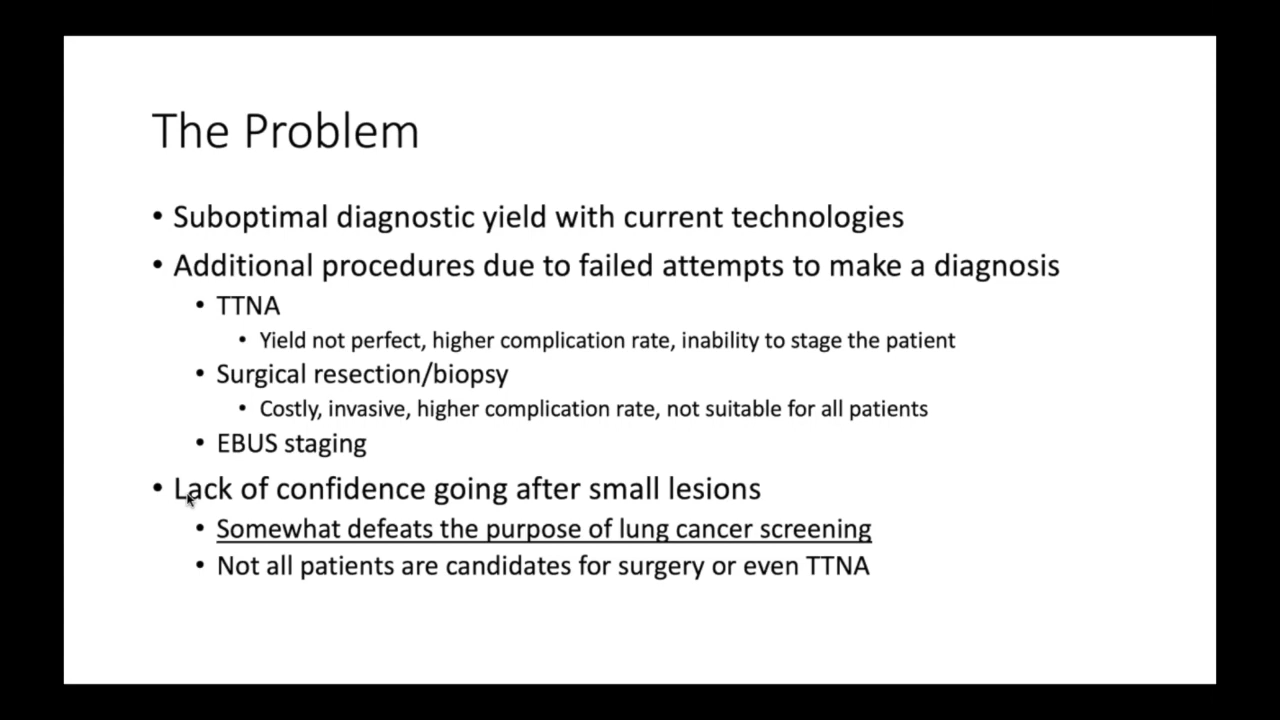 The Problem
• Suboptimal diagnostic yield with current technologies
• Additional procedures due to failed attempts to make a diagnosis
• TTNA
• Yield not perfect, higher complication rate, inability to stage the patient
• Surgical resection/biopsy
• Costly, invasive, higher complication rate, not suitable for all patients
• EBUS staging
• Lack of confidence going after small lesions
• Somewhat defeats the purpose of lung cancer screening
• Not all patients are candidates for surgery or even TTNA